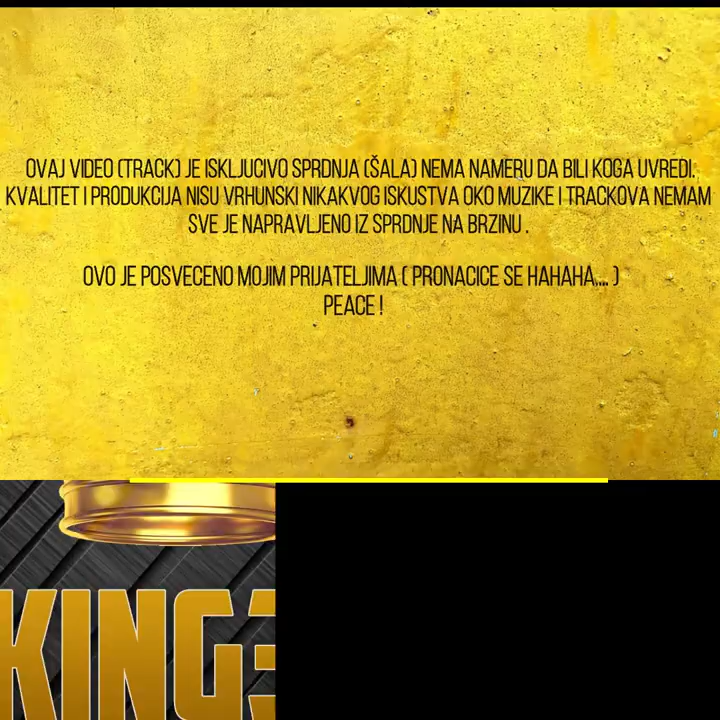 OVAJ VIDEO (TRACK) JE ISKLJUCIVO SPRDNJA (ŠALA) NEMA NAMERU DA BILI KOGA UVREDI.
KVALITET I PRODUKCIJA NISU VRHUNSKI NIKAKVOG ISKUSTVA OKO MUZIKE I TRACKOVA NEMAM
SVE JE NAPRAVLJENO IZ SPRDNJE NA BRZINU .
OVO JE POSVECENO MOJIM PRIJATELJIMA ( PRONACICE SE HAHAHA.... )
PEACE !
KING